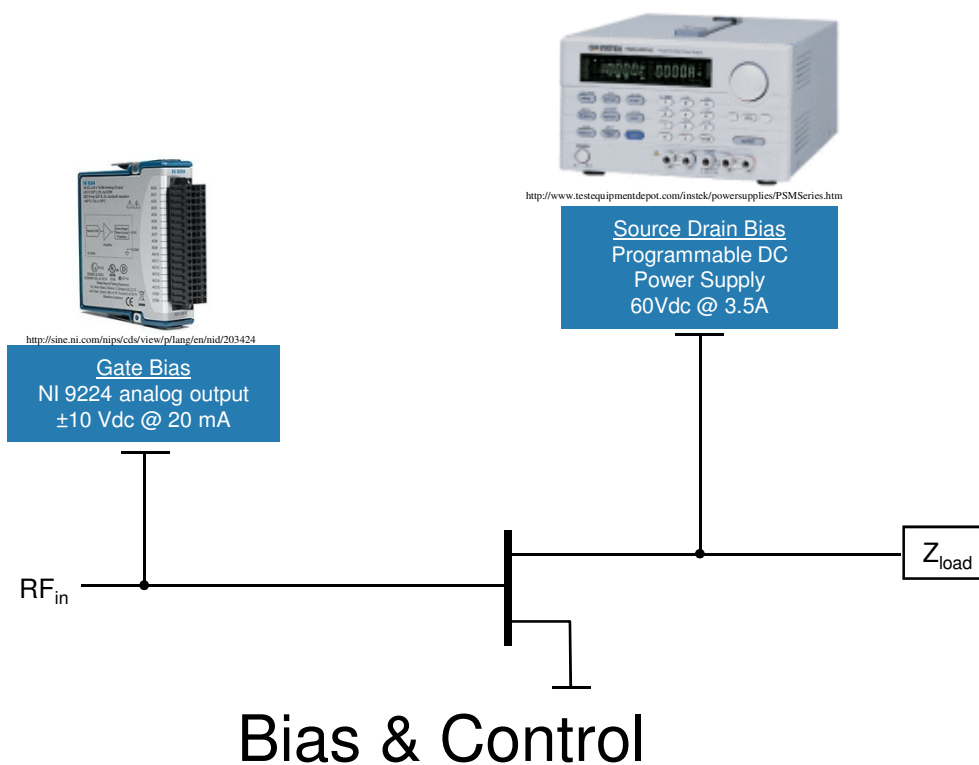 http://www.testequipmentdepot.com/instek/powersupplies/PSMSeries.htm
Source Drain Bias
Programmable DC
Power Supply
60Vdc @ 3.5A
http://sine.ni.com/nips/cds/view/p/lang/en/nid/203424
Gate Bias
NI 9224 analog output
±10 Vdc @ 20 mA
RFin
Zload
Bias & Control